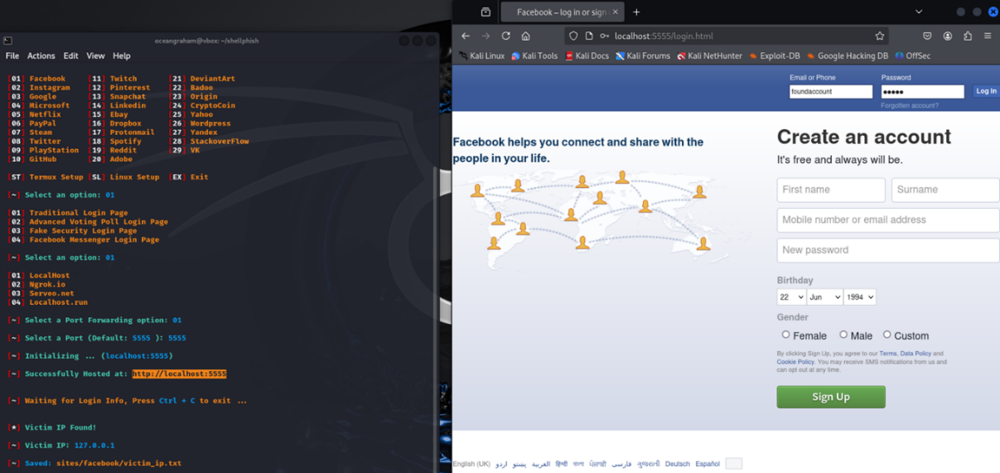 oceangraham@vbox: ~/shellphish
File Actions Edit View Help
[01] Facebook [11] Twitch [21] DeviantArt
[02] Instagram [12] Pinterest [22] Badoo
[03] Google [13] Snapchat [23] Origin
[04] Microsoft [14] Linkedin [24] CryptoCoin
[05] Netflix [15] Ebay [25] Yahoo
[06] PayPal [16] Dropbox [26] Wordpress
[07] Steam [17] Protonmail [27] Yandex
[08] Twitter [18] Spotify [28] StackoverFlow
[09] PlayStation [19] Reddit [29] VK
[10] GitHub [20] Adobe
[ST] Termux Setup [SL] Linux Setup [EX] Exit
[~] Select an option: 01
[01] Traditional Login Page
[02] Advanced Voting Poll Login Page
[03] Fake Security Login Page
[04] Facebook Messenger Login Page
[~] Select an option: 01
[01] LocalHost
[02] Ngrok.io
[03] Serveo.net
[04] Localhost.run
[~] Select a Port Forwarding option: 01
[~] Select a Port (Default: 5555 ): 5555
[~] Initializing ... (localhost:5555)
[~] Successfully Hosted at: http://localhost:5555
[~] Waiting for Login Info, Press Ctrl + C to exit ...
[*] Victim IP Found!
[~] Victim IP: 127.0.0.1
[~] Saved: sites/facebook/victim_ip.txt
Facebook – log in or sign
localhost:5555/login.html
Kali Linux Kali Tools Kali Docs Kali Forums Kali NetHunter Exploit-DB Google Hacking DB OffSec
Email or Phone Password
foundaccount ••••• Log In
Forgotten account?
Facebook helps you connect and share with the
people in your life.
Create an account
It's free and always will be.
First name Surname
Mobile number or email address
New password
Birthday
22 Jun 1994
Gender
Female Male Custom
By clicking Sign Up, you agree to our Terms, Data Policy and
Cookie Policy. You may receive SMS notifications from us and
can opt out at any time.
Sign Up
English (UK) اردو پښتو العربية हिन्दी বাংলা ਪੰਜਾਬੀ فارسی ગુજરાતી Deutsch Español